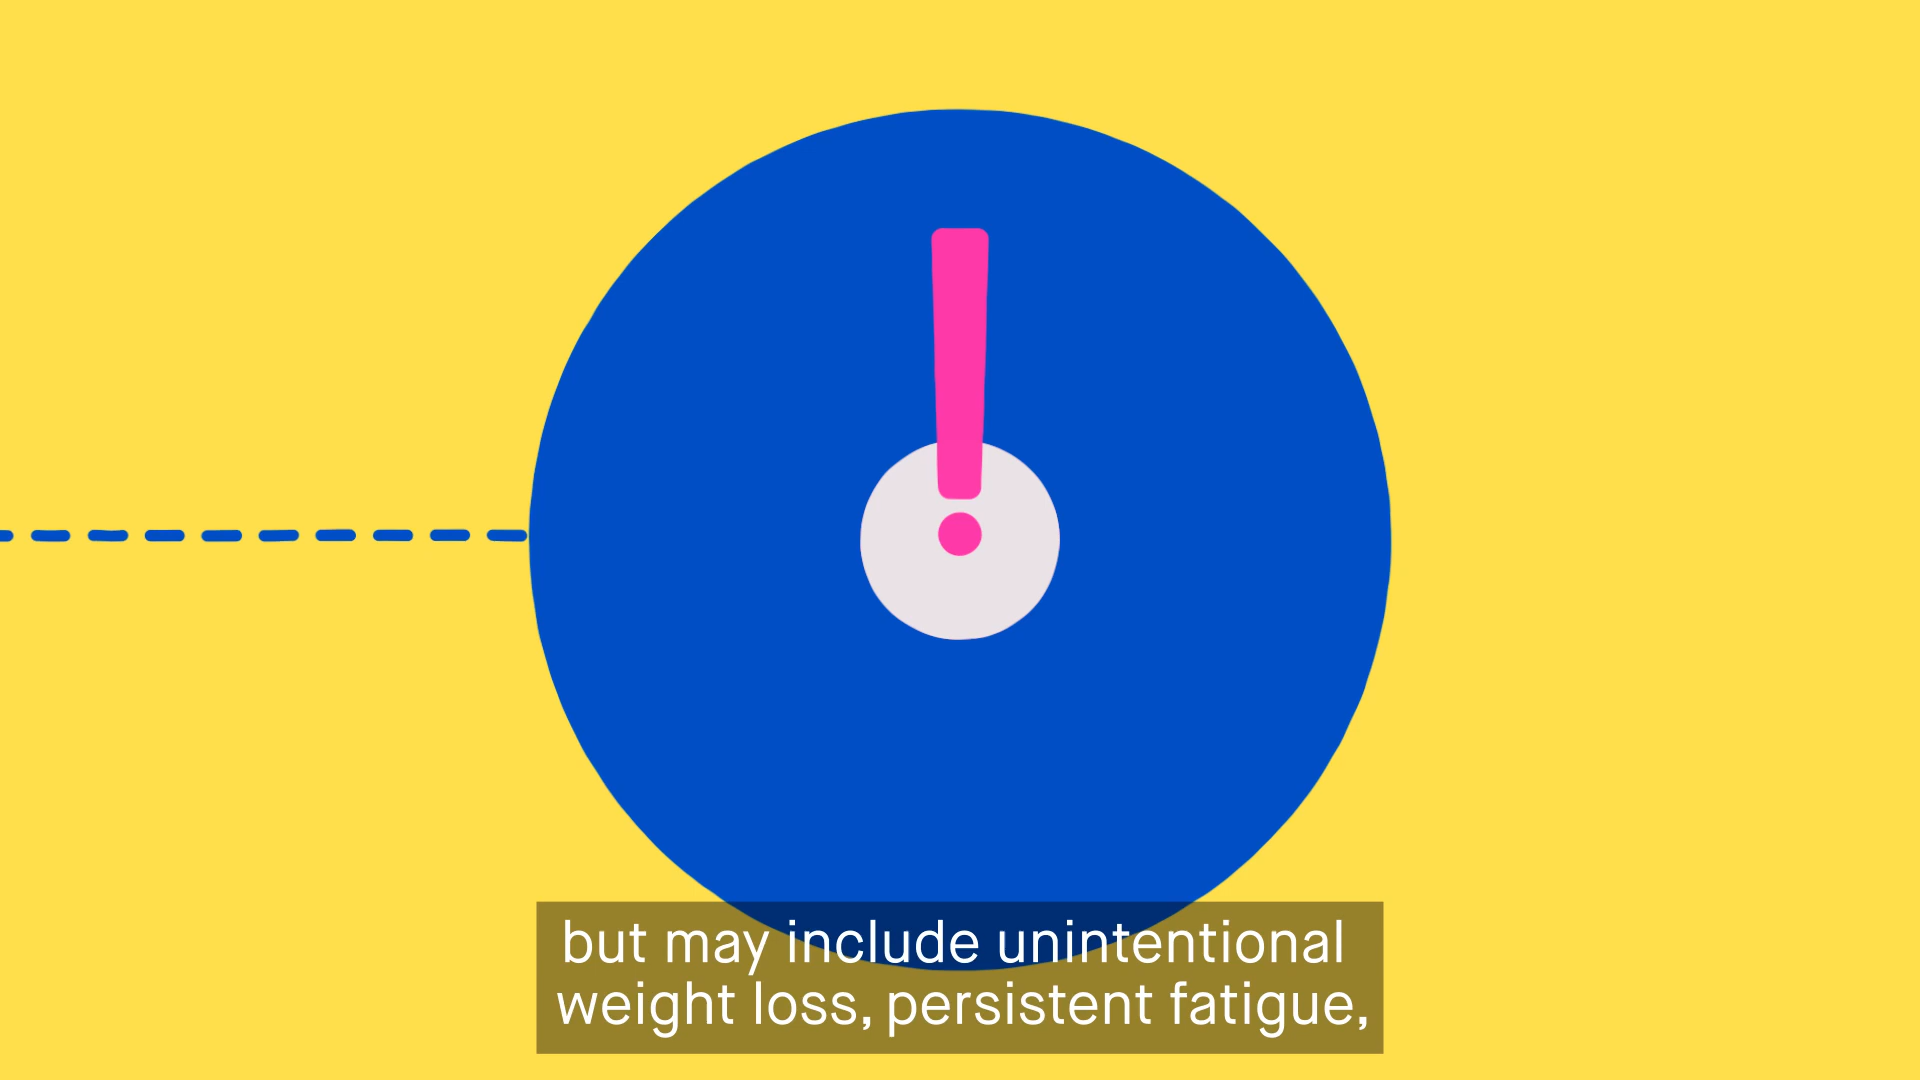 but may include unintentional
weight loss, persistent fatigue,